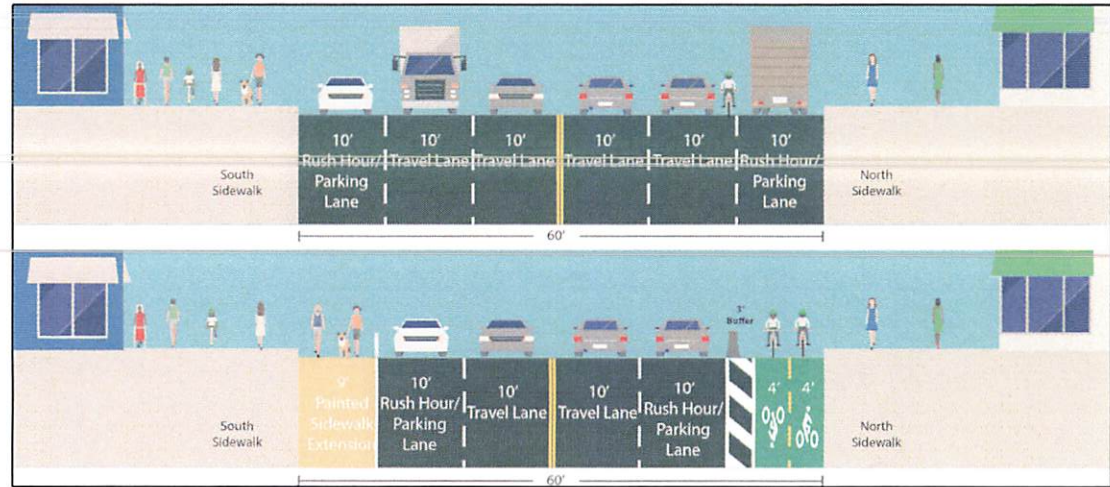 10'
Rush Hour/
Parking
Lane
10'
Travel Lane
10'
Travel Lane
10'
Travel Lane
10'
Travel Lane
10'
Rush Hour/
Parking
Lane
South
Sidewalk
North
Sidewalk
60'
3'
Buffer
9'
Painted
Sidewalk
Extension
10'
Rush Hour/
Parking
Lane
10'
Travel Lane
10'
Travel Lane
10'
Rush Hour/
Parking
Lane
4'
4'
South
Sidewalk
North
Sidewalk
60'